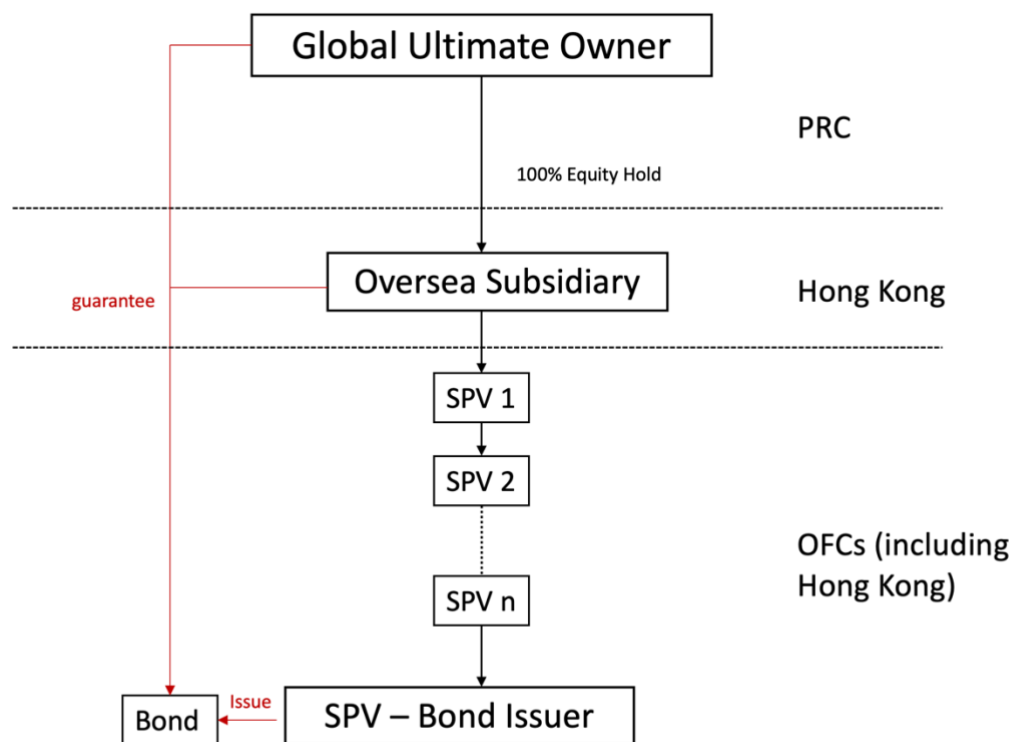 Global Ultimate Owner
PRC
100% Equity Hold
Oversea Subsidiary
Hong Kong
guarantee
SPV 1
SPV 2
OFCs (including
Hong Kong)
SPV n
Issue
Bond
SPV – Bond Issuer